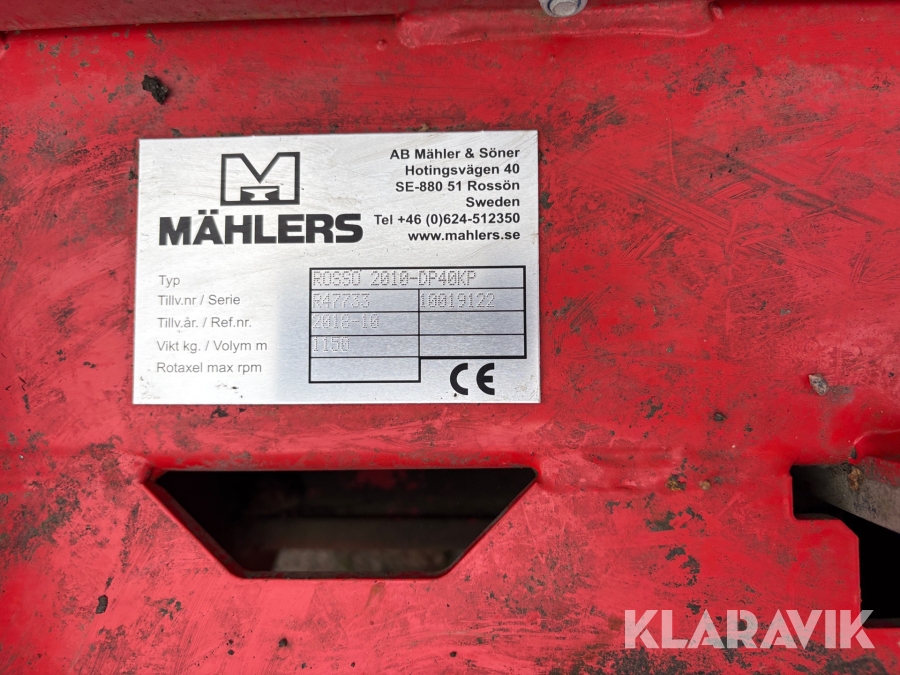 M
MÄHLERS
AB Mähler & Söner
Hotingsvägen 40
SE-880 51 Rossön
Sweden
Tel +46 (0)624-512350
www.mahlers.se
Typ ROSSÖ 2010-DP40KP
Tillv.nr / Serie R47733 10019122
Tillv.år. / Ref.nr. 2018-10
Vikt kg. / Volym m 1150
Rotaxel max rpm
CE
KLARAVIK